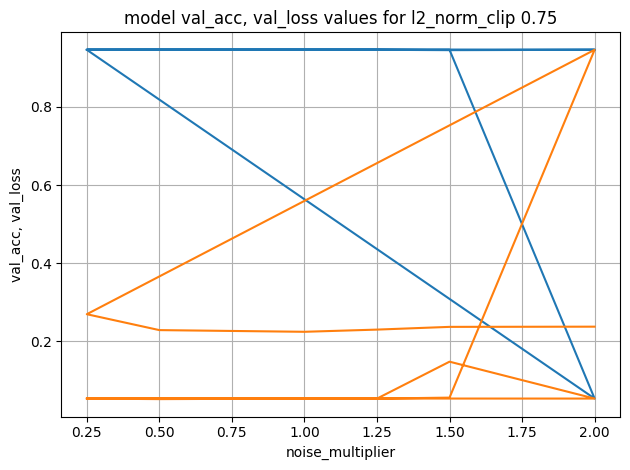 model val_acc, val_loss values for l2_norm_clip 0.75
val_acc, val_loss
0.8
0.6
0.4
0.2
0.25 0.50 0.75 1.00 1.25 1.50 1.75 2.00
noise_multiplier